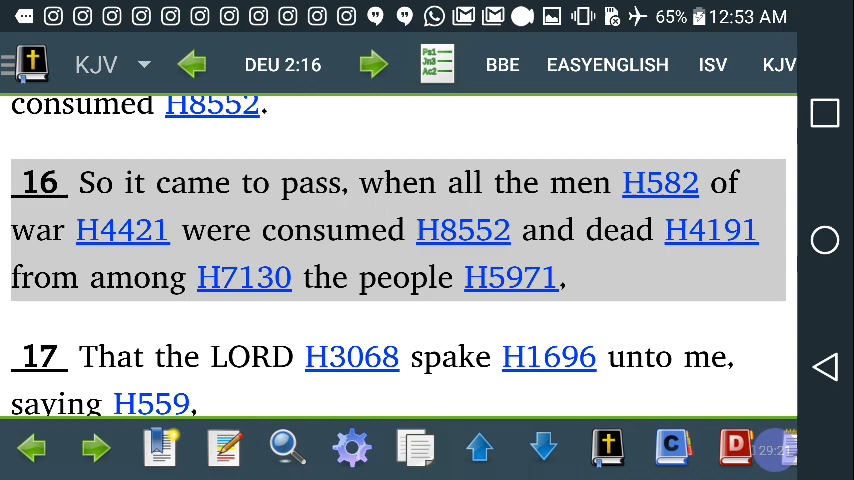 65% 12:53 AM
KJV DEU 2:16 BBE EASYENGLISH ISV KJV
consumed H8552.
16 So it came to pass, when all the men H582 of
war H4421 were consumed H8552 and dead H4191
from among H7130 the people H5971,
17 That the LORD H3068 spake H1696 unto me,
saying H559,
C D 29:21